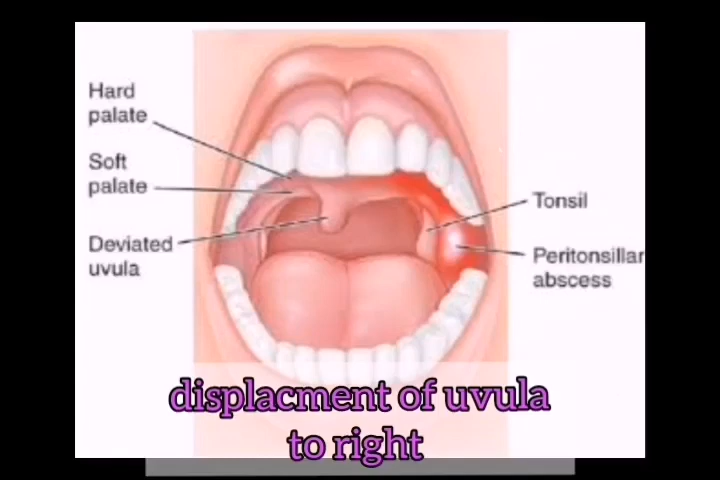 Hard
palate
Soft
palate
Deviated
uvula
Tonsil
Peritonsillar
abscess
displacment of uvula
to right